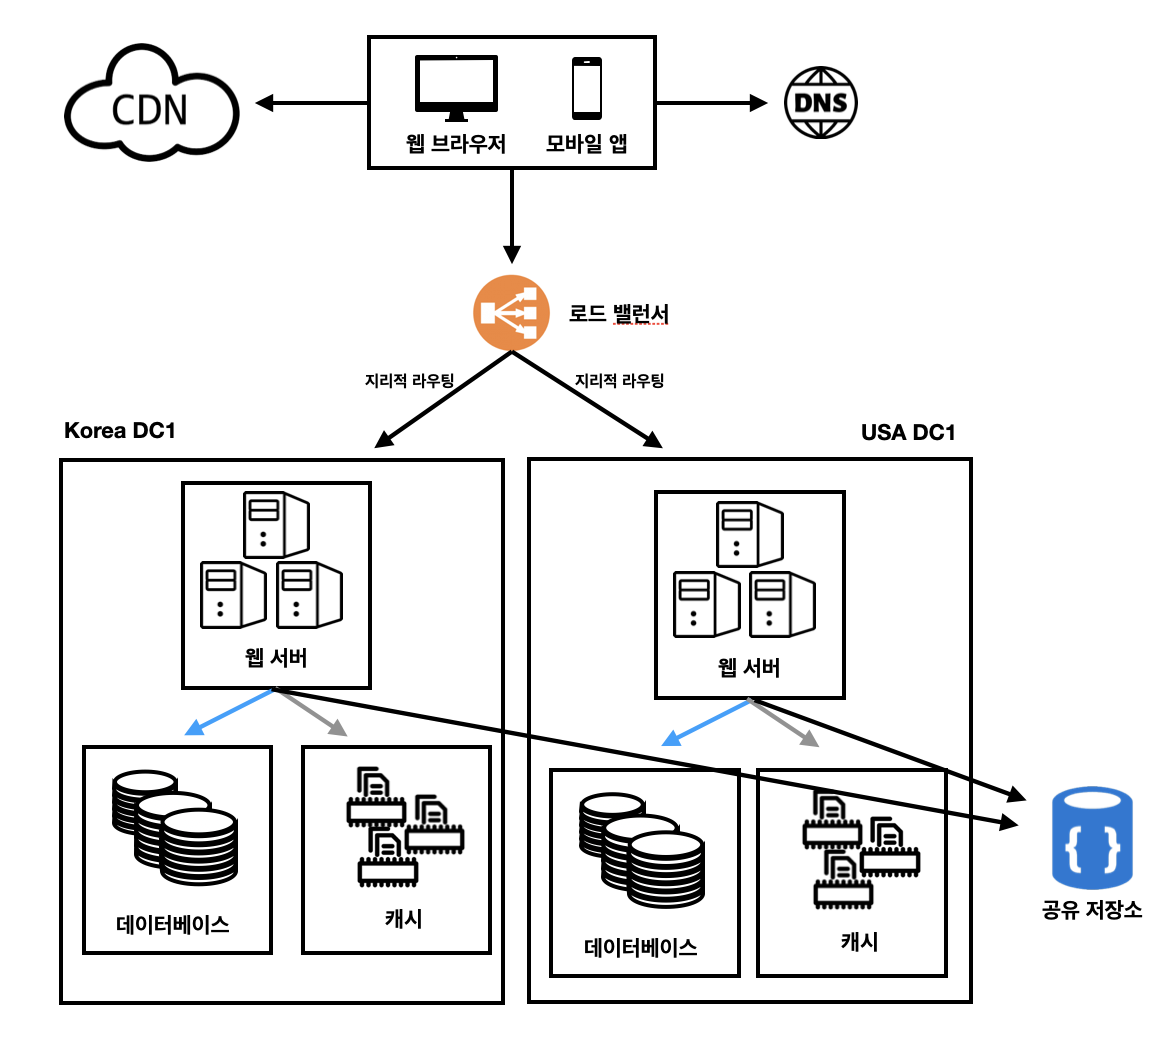 CDN
웹 브라우저
모바일 앱
DNS
로드 밸런서
지리적 라우팅
지리적 라우팅
Korea DC1
USA DC1
웹 서버
웹 서버
데이터베이스
캐시
데이터베이스
캐시
{ }
공유 저장소